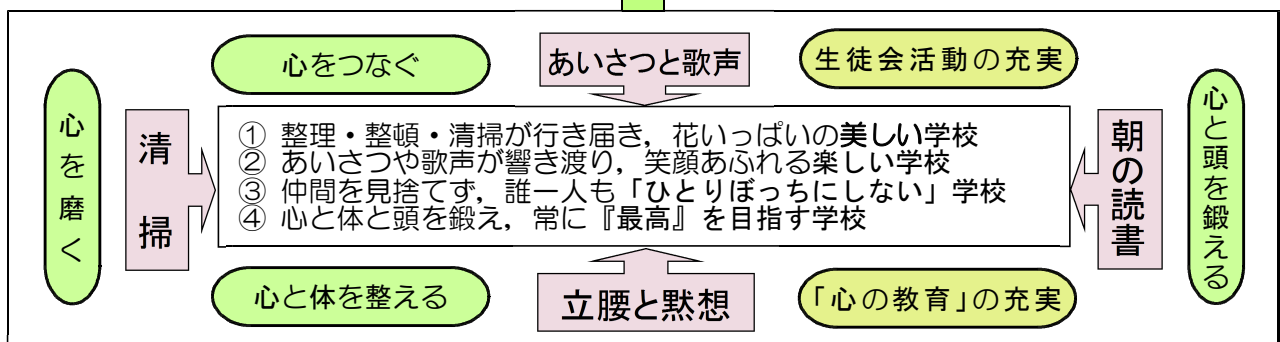 心をつなぐ
あいさつと歌声
生徒会活動の充実
心を磨く
清掃
① 整理・整頓・清掃が行き届き，花いっぱいの美しい学校
② あいさつや歌声が響き渡り，笑顔あふれる楽しい学校
③ 仲間を見捨てず，誰一人も「ひとりぼっちにしない」学校
④ 心と体と頭を鍛え，常に『最高』を目指す学校
朝の読書
心と頭を鍛える
心と体を整える
立腰と黙想
「心の教育」の充実